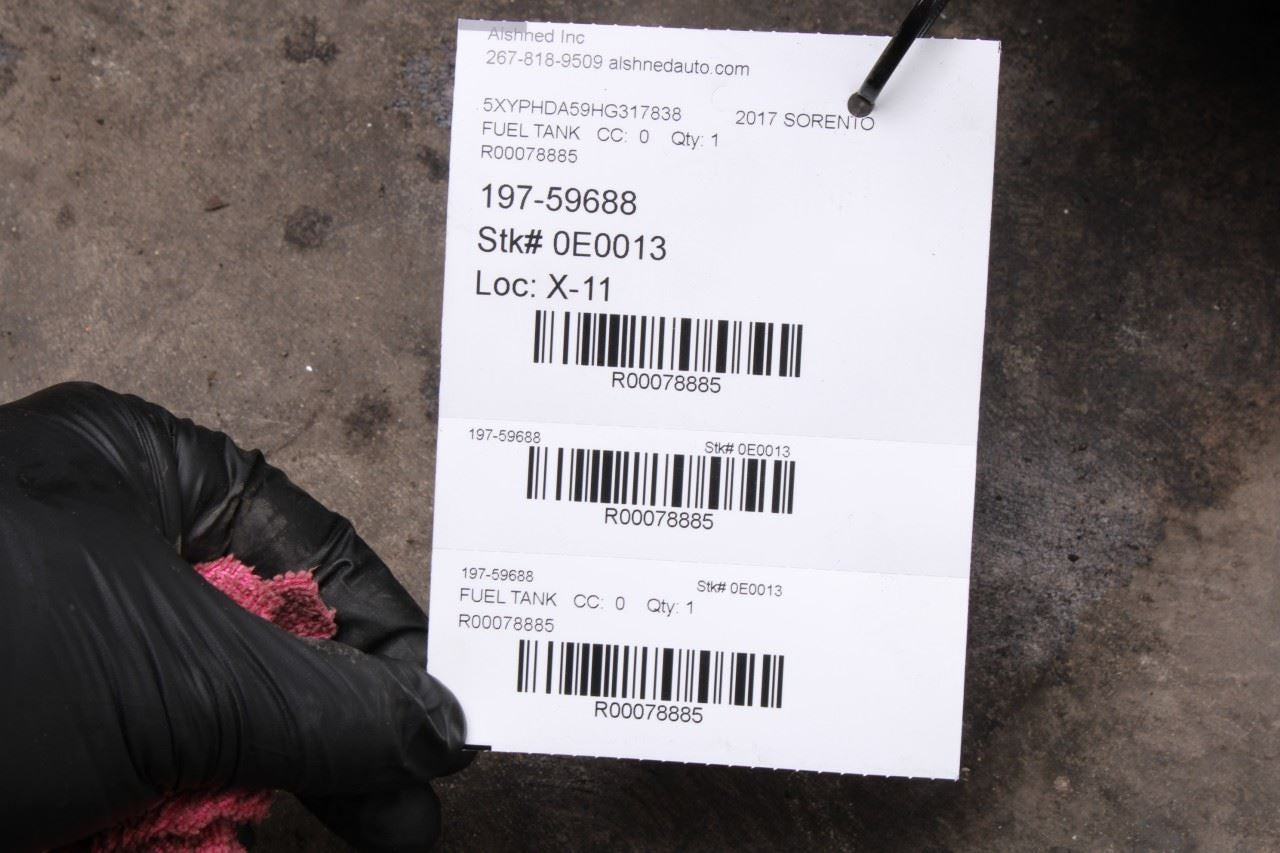 Alshned Inc
267-818-9509 alshnedauto.com
5XYPHDA59HG317838 2017 SORENTO
FUEL TANK CC: 0 Qty: 1
R00078885
197-59688
Stk# 0E0013
Loc: X-11
R00078885
197-59688 Stk# 0E0013
R00078885
197-59688 Stk# 0E0013
FUEL TANK CC: 0 Qty: 1
R00078885
R00078885